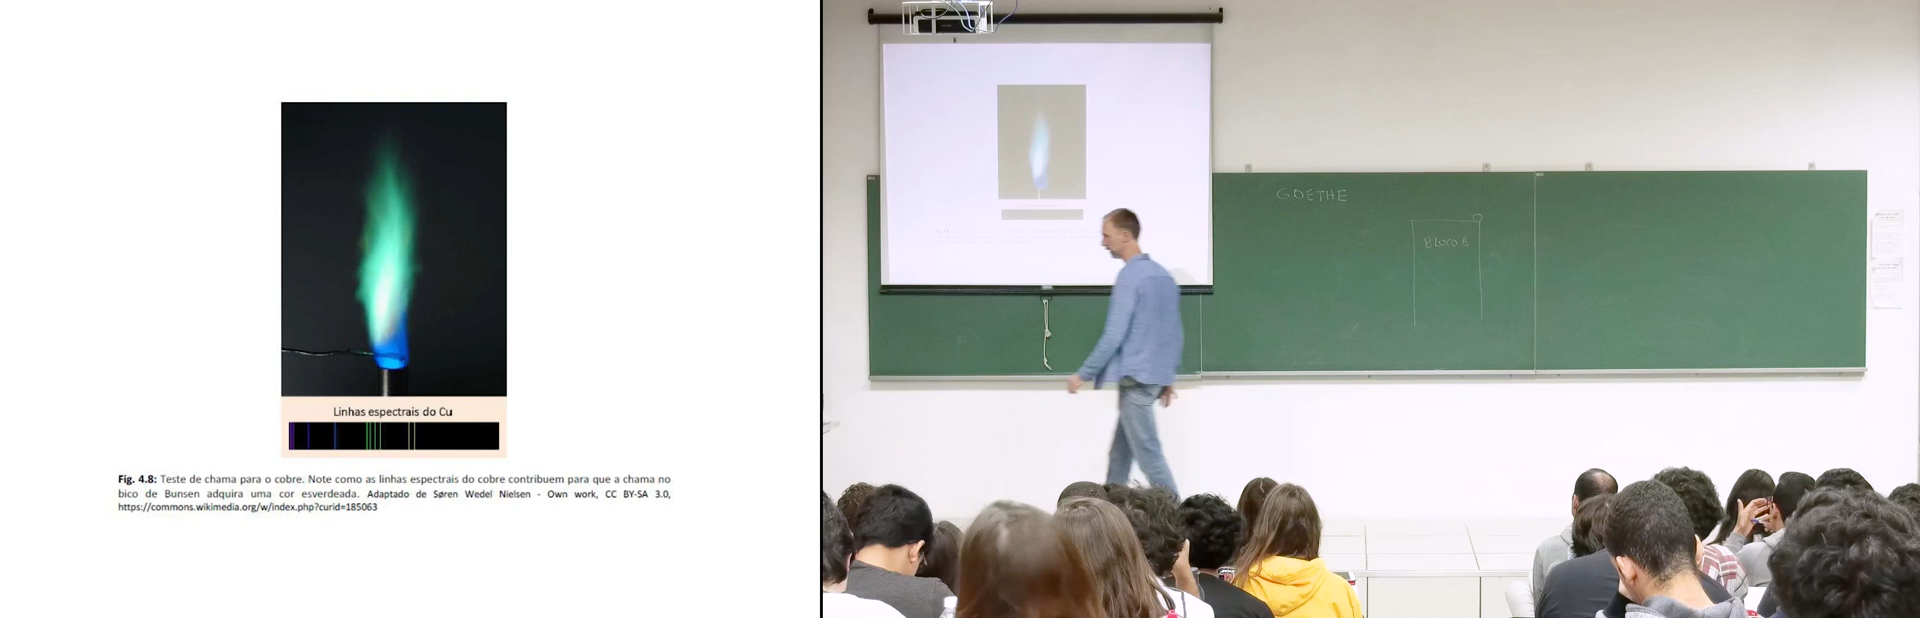 Linhas espectrais do Cu
Fig. 4.8: Teste de chama para o cobre. Note como as linhas espectrais do cobre contribuem para que a chama no
bico de Bunsen adquira uma cor esverdeada. Adaptado de Søren Wedel Nielsen - Own work, CC BY-SA 3.0,
https://commons.wikimedia.org/w/index.php?curid=185063
GOETHE
Bloco B